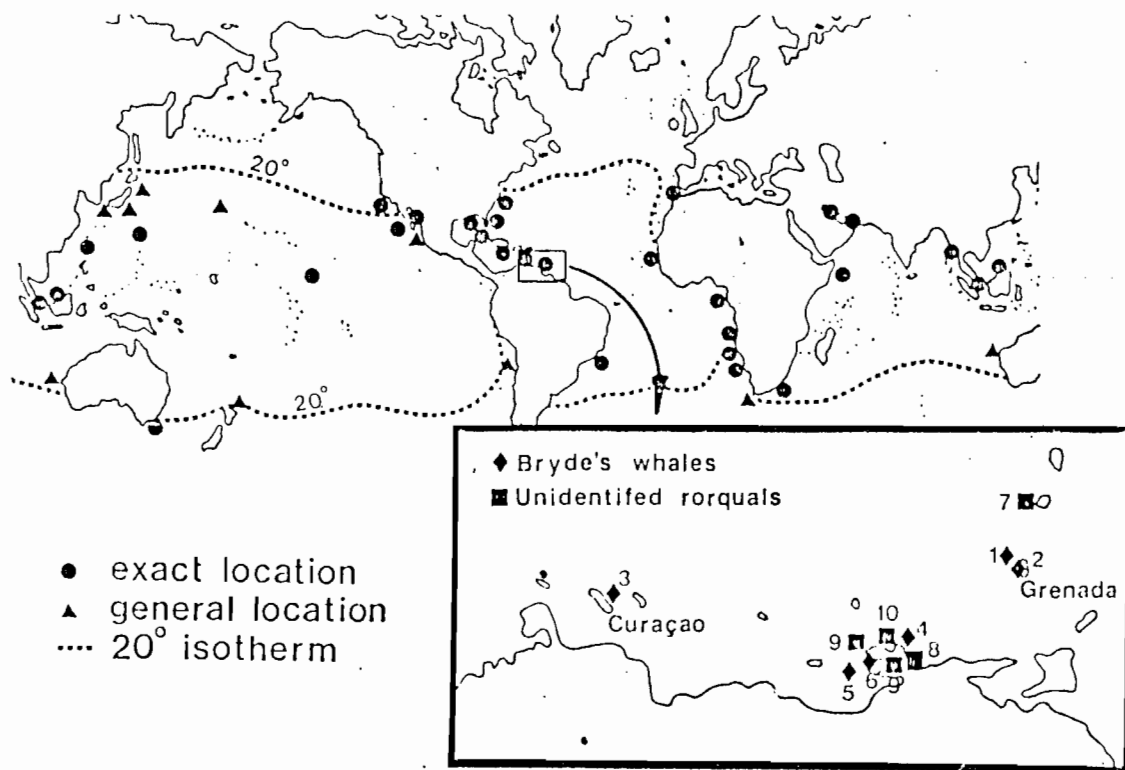 20°
20°
♦ Bryde's whales
■ Unidentifed rorquals
7
1
2
Grenada
3
Curaçao
10
9
4
8
6
5
9
● exact location
▲ general location
···· 20° isotherm